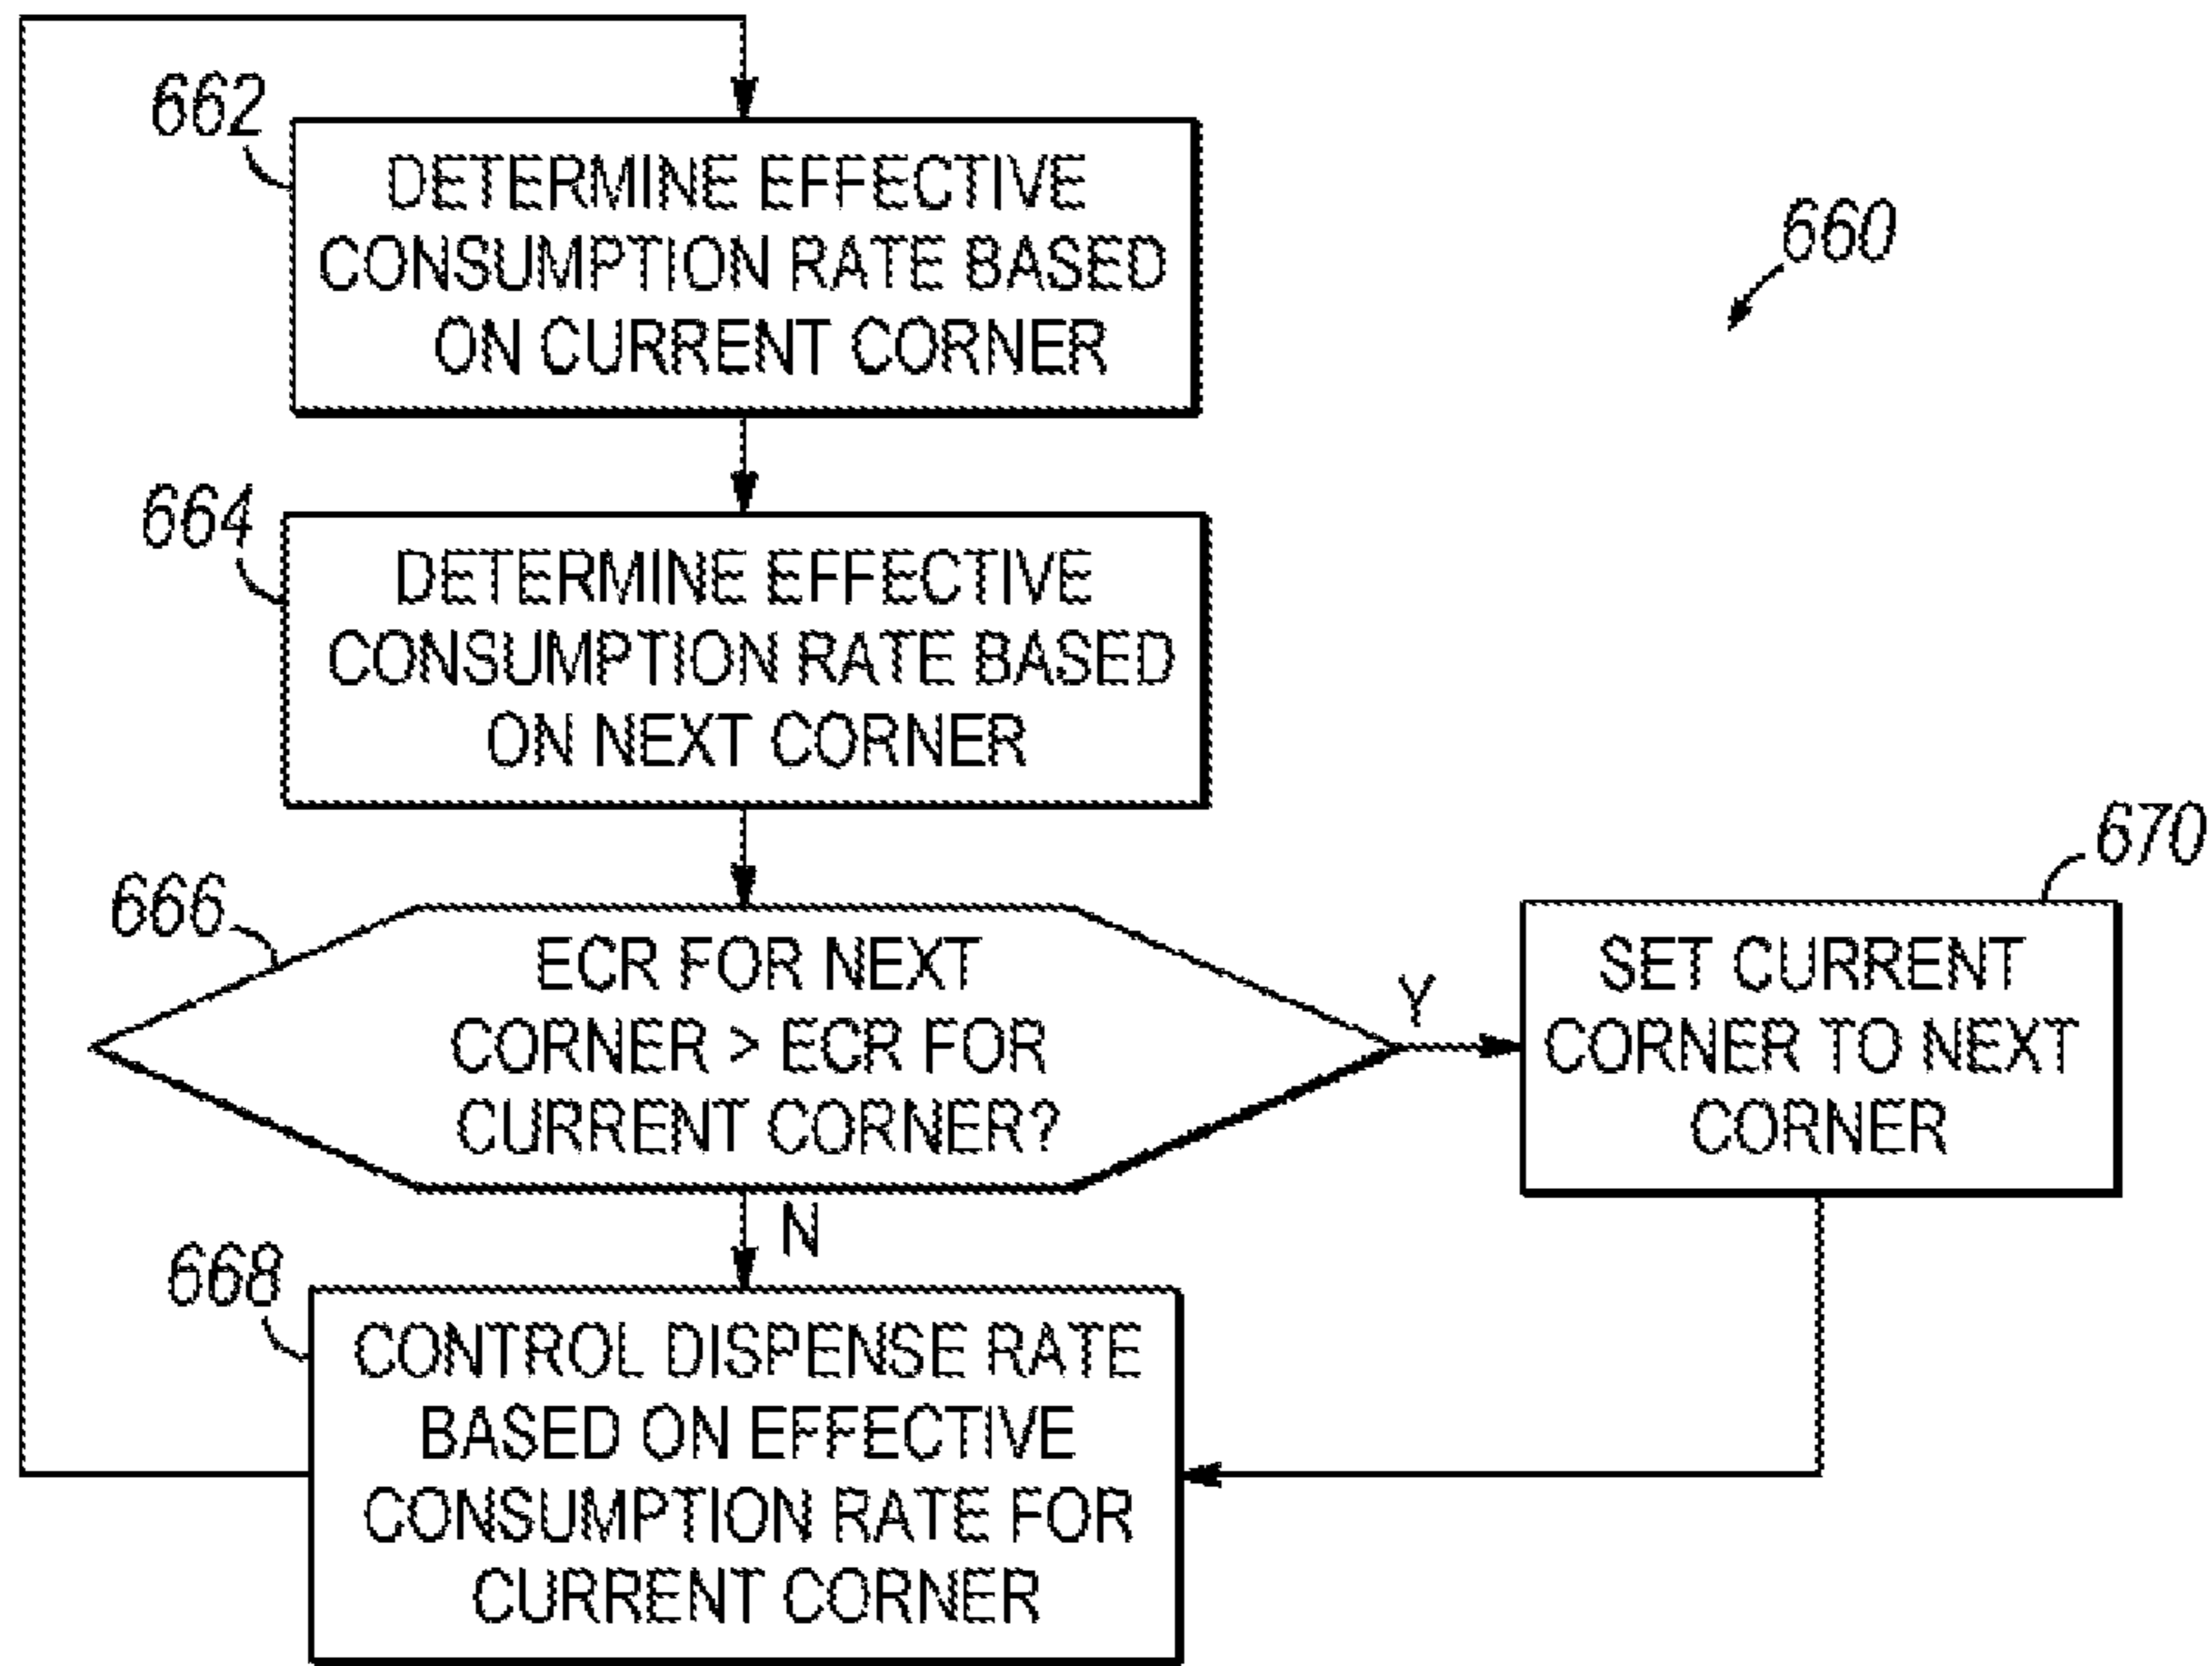 662
DETERMINE EFFECTIVE
CONSUMPTION RATE BASED
ON CURRENT CORNER
660
664
DETERMINE EFFECTIVE
CONSUMPTION RATE BASED
ON NEXT CORNER
666
ECR FOR NEXT
CORNER > ECR FOR
CURRENT CORNER?
Y
670
SET CURRENT
CORNER TO NEXT
CORNER
N
668
CONTROL DISPENSE RATE
BASED ON EFFECTIVE
CONSUMPTION RATE FOR
CURRENT CORNER